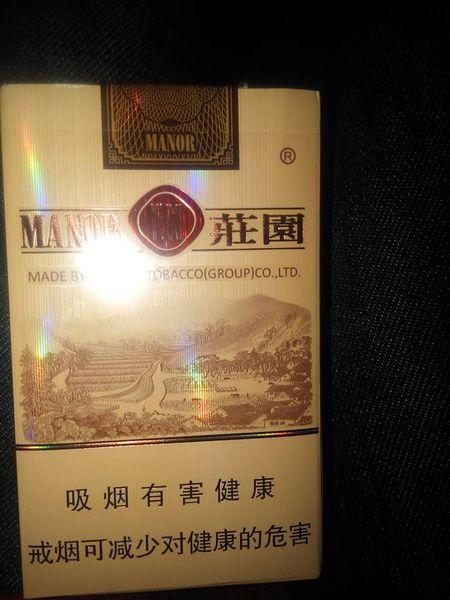 MANOR
®
MANOR 莊園
MADE BY TOBACCO(GROUP)CO.,LTD.
吸烟有害健康
戒烟可减少对健康的危害